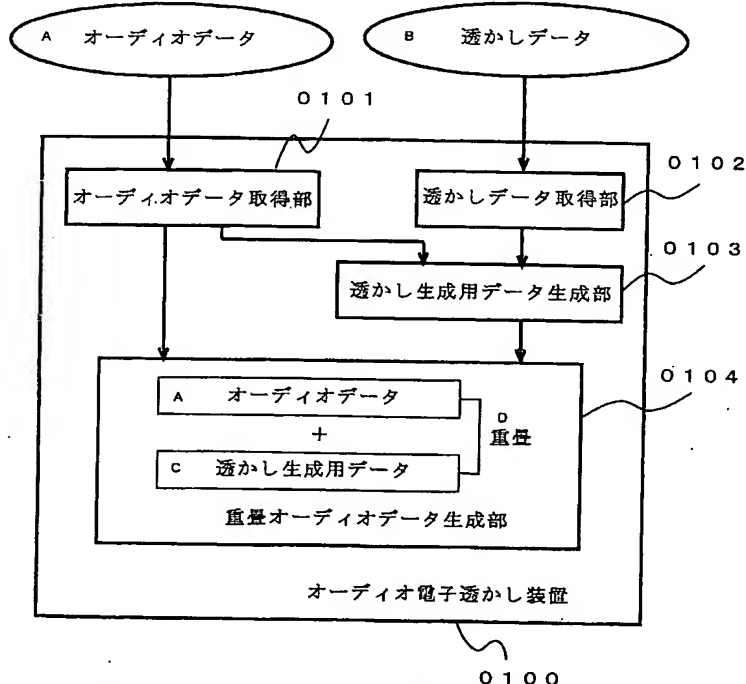 A オーディオデータ
B 透かしデータ
0101
オーディオデータ取得部
透かしデータ取得部
0102
0103
透かし生成用データ生成部
0104
A オーディオデータ
D
+
重畳
C 透かし生成用データ
重畳オーディオデータ生成部
オーディオ電子透かし装置
0100